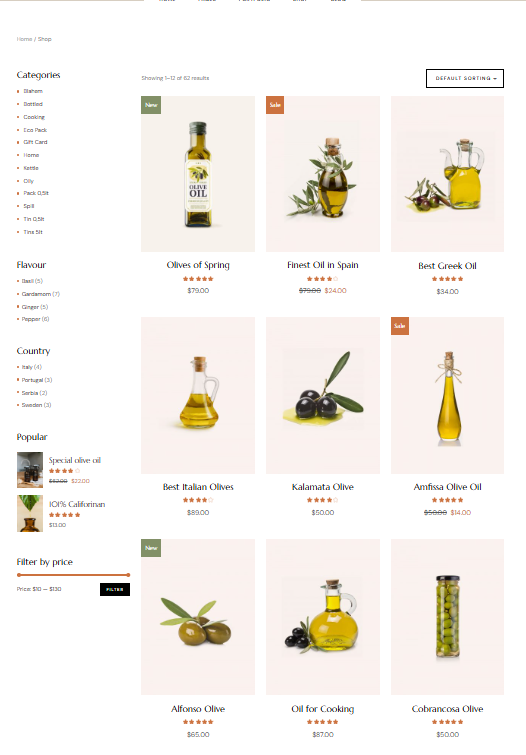 Home / Shop
Categories
Bottled
Cooking
Eco Pack
Gift Card
Home
Kettle
Oily
Pack 0,5lt
Spill
Tin 0,5lt
Tins 5lt
Flavour
Basil (5)
Cardamom (7)
Ginger (5)
Pepper (6)
Country
Italy (4)
Portugal (3)
Serbia (2)
Sweden (3)
Popular
Special olive oil
$52.00 $22.00
101% Califorinan
$13.00
Filter by price
Price: $10 — $130
FILTER
Showing 1–12 of 62 results
DEFAULT SORTING
New
OLIVE
OIL
Olives of Spring
$79.00
Sale
Finest Oil in Spain
$79.00 $24.00
Best Greek Oil
$34.00
Best Italian Olives
$89.00
Kalamata Olive
$50.00
Sale
Amfissa Olive Oil
$50.00 $14.00
New
Alfonso Olive
$65.00
Oil for Cooking
$87.00
Cobrancosa Olive
$50.00